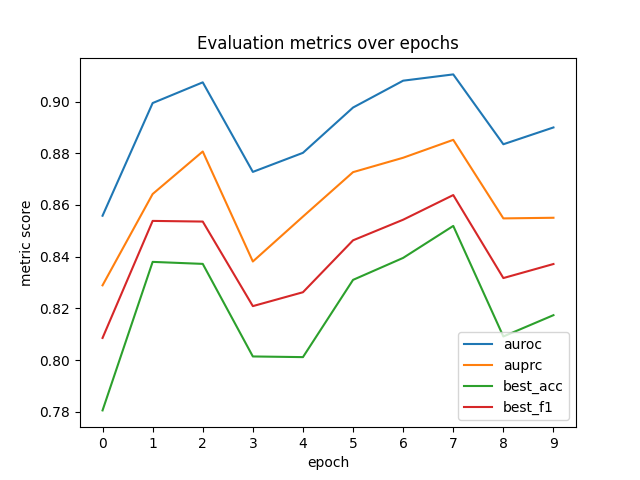 Evaluation metrics over epochs
metric score
0.90
0.88
0.86
0.84
0.82
0.80
0.78
auroc
auprc
best_acc
best_f1
0 1 2 3 4 5 6 7 8 9
epoch